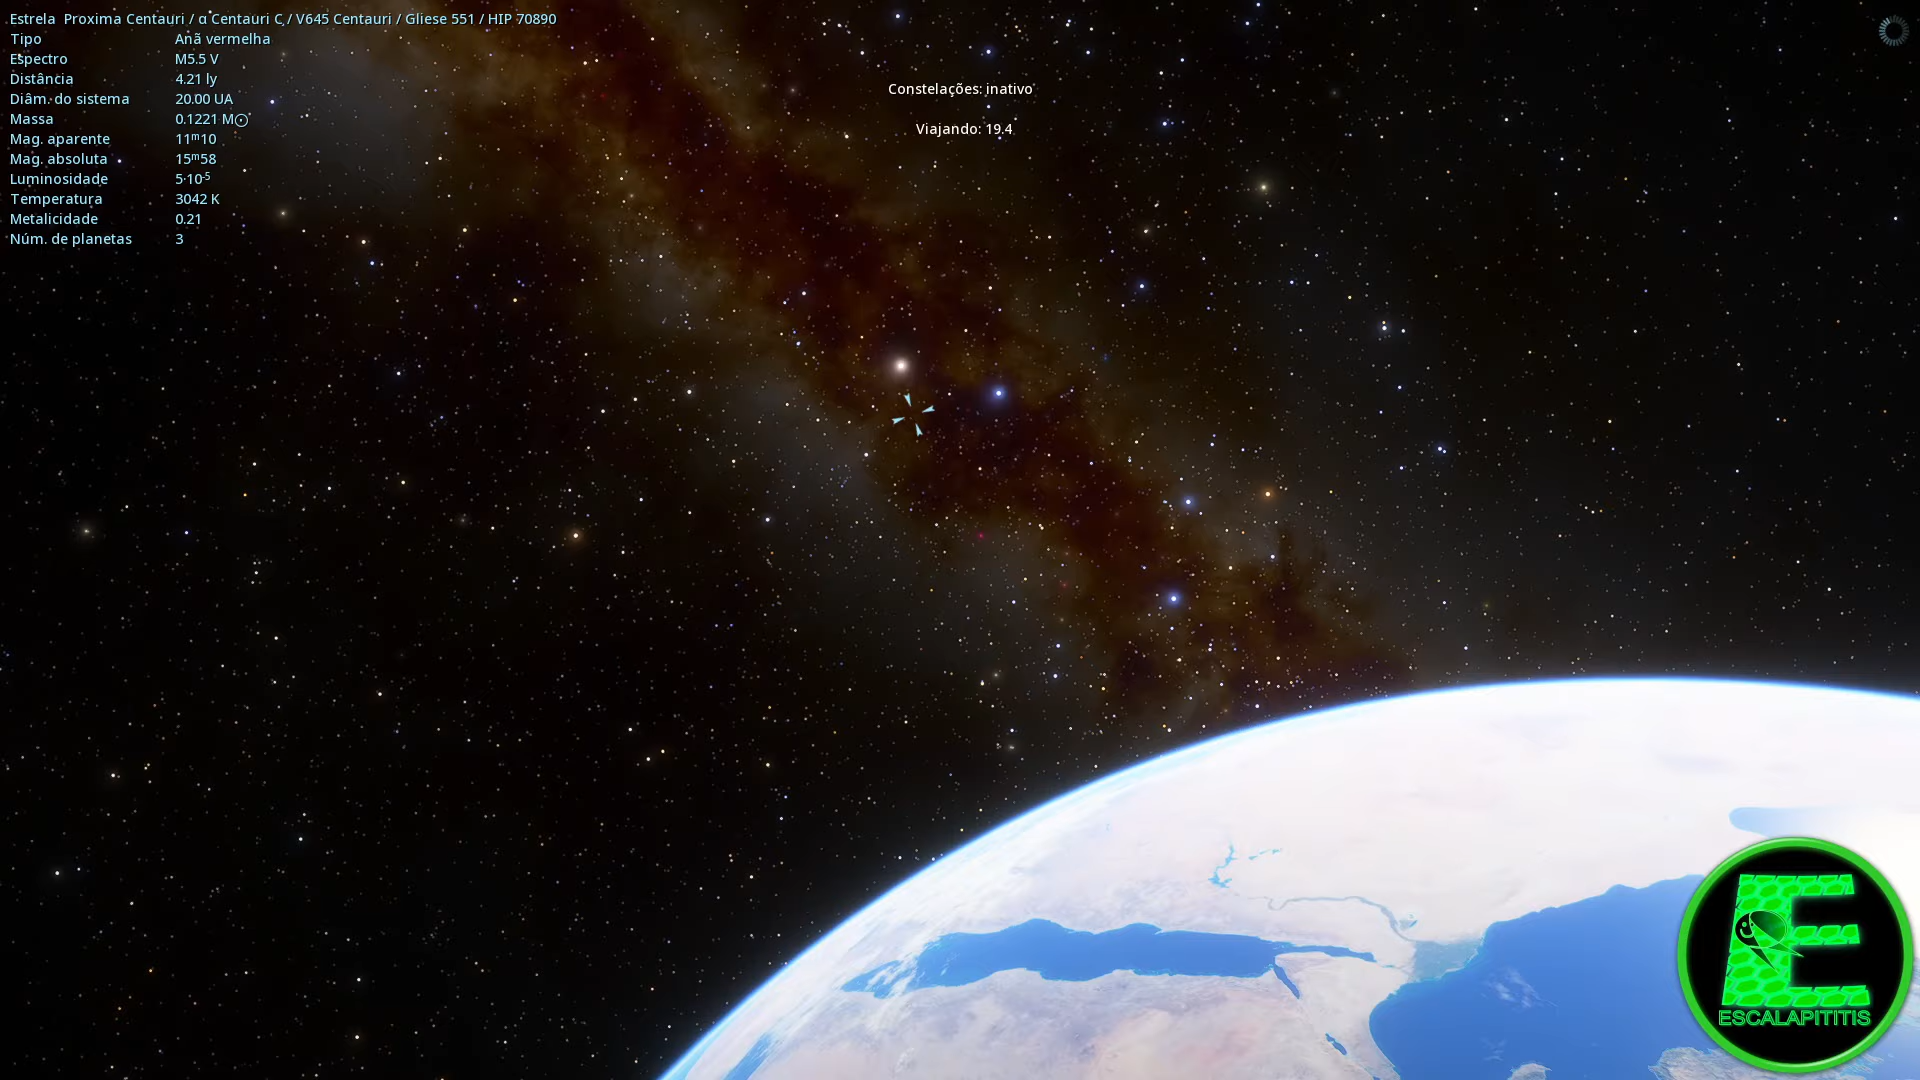 Estrela Proxima Centauri / α Centauri C / V645 Centauri / Gliese 551 / HIP 70890
Tipo Anã vermelha
Espectro M5.5 V
Distância 4.21 ly
Diâm. do sistema 20.00 UA
Massa 0.1221 M☉
Mag. aparente 11ᵐ10
Mag. absoluta 15ᵐ58
Luminosidade 5·10⁻⁵
Temperatura 3042 K
Metalicidade 0.21
Núm. de planetas 3
Constelações: inativo
Viajando: 19.4
E
ESCALAPITITIS